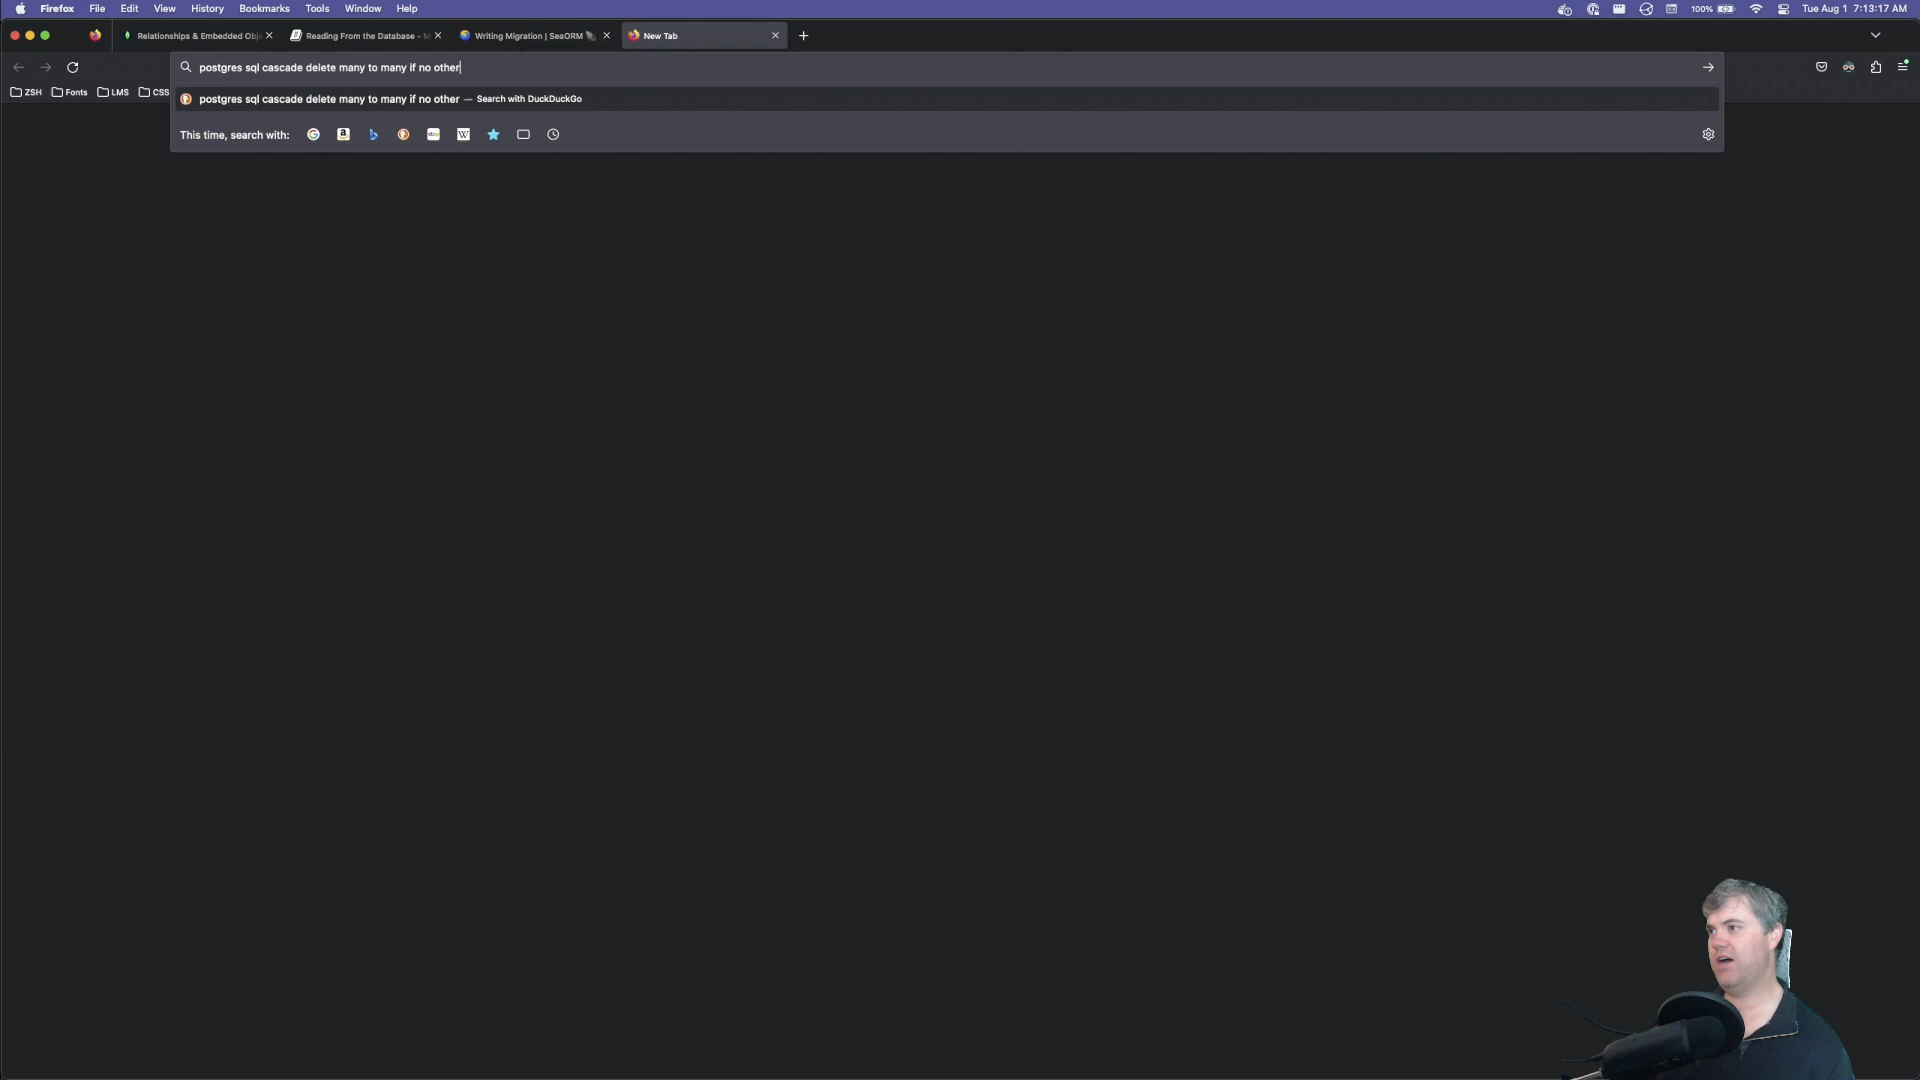 Firefox File Edit View History Bookmarks Tools Window Help 100% Tue Aug 1 7:13:17 AM
Relationships & Embedded Obj Reading From the Database - M Writing Migration | SeaORM New Tab
postgres sql cascade delete many to many if no other
ZSH Fonts LMS CSS
postgres sql cascade delete many to many if no other — Search with DuckDuckGo
This time, search with: